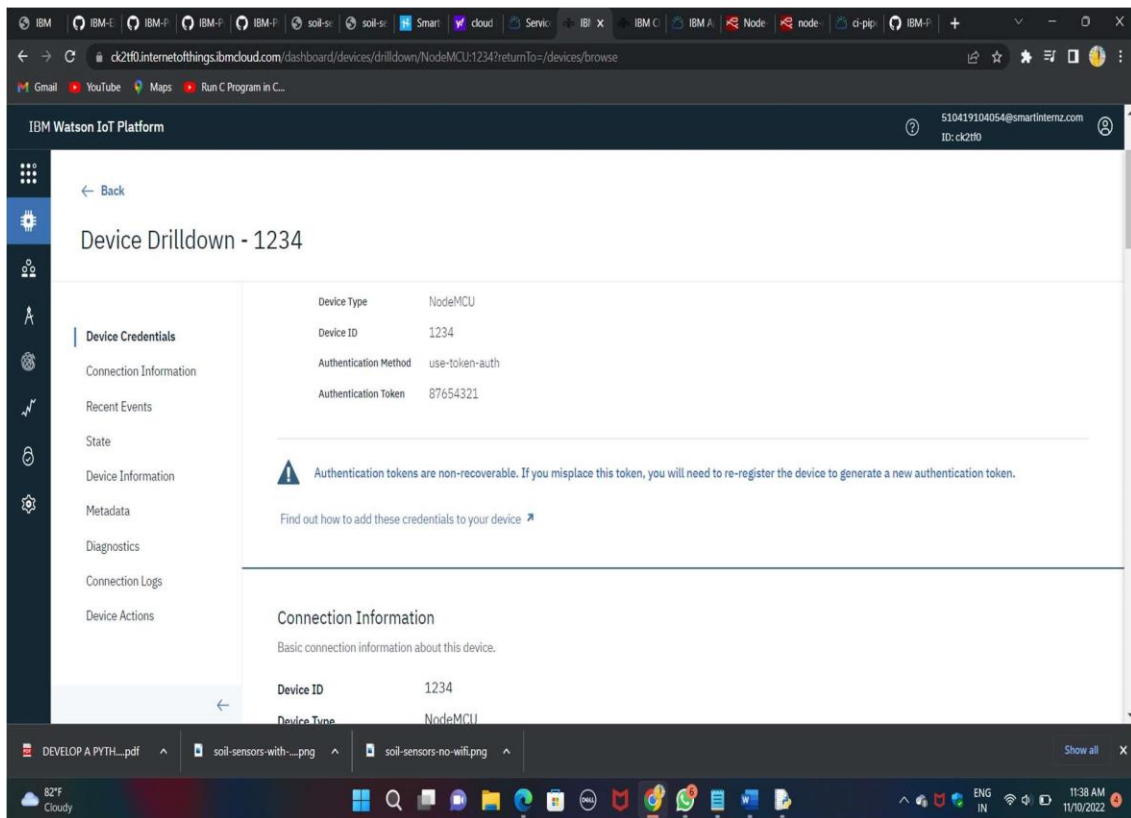 IBM IBM-E IBM-P IBM-P IBM-P soil-se soil-se Smart cloud Servic IBI X IBM C IBM A Node node- ci-pip IBM-P +
ck2tf0.internetofthings.ibmcloud.com/dashboard/devices/drilldown/NodeMCU:1234?returnTo=/devices/browse
Gmail YouTube Maps Run C Program in C...
IBM Watson IoT Platform
510419104054@smartinternz.com
ID: ck2tf0
Back
Device Drilldown - 1234
Device Credentials
Connection Information
Recent Events
State
Device Information
Metadata
Diagnostics
Connection Logs
Device Actions
Device Type NodeMCU
Device ID 1234
Authentication Method use-token-auth
Authentication Token 87654321
Authentication tokens are non-recoverable. If you misplace this token, you will need to re-register the device to generate a new authentication token.
Find out how to add these credentials to your device
Connection Information
Basic connection information about this device.
Device ID 1234
Device Type NodeMCU
DEVELOP A PYTH....pdf soil-sensors-with-....png soil-sensors-no-wifi.png Show all X
82°F
Cloudy
DELL
6
ENG
IN
11:38 AM
11/10/2022
4